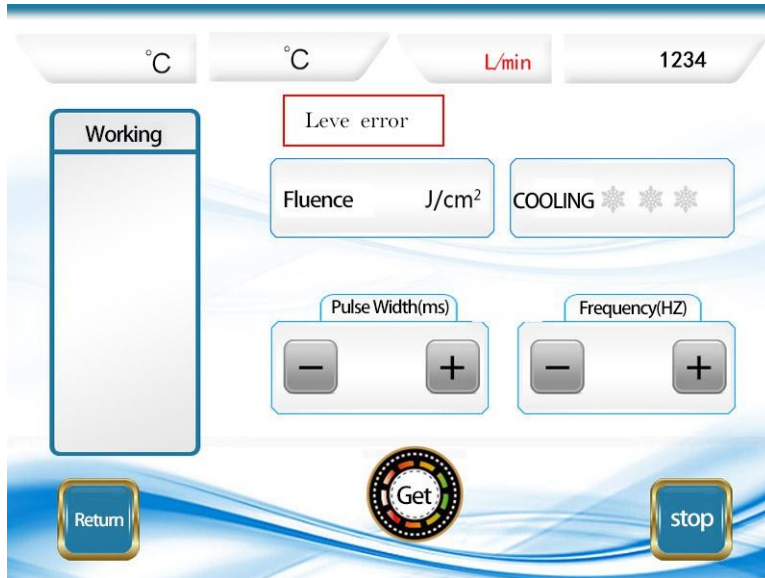 °C
°C
L/min
1234
Working
Leve error
Fluence J/cm²
COOLING
Pulse Width(ms)
Frequency(HZ)
− +
− +
Return
Get
stop